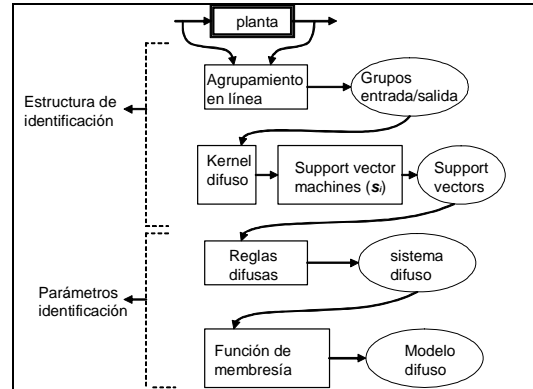 planta
Agrupamiento
en línea
Grupos
entrada/salida
Estructura de
identificación
Kernel
difuso
Support vector
machines (si)
Support
vectors
Reglas
difusas
sistema
difuso
Parámetros
identificación
Función de
membresía
Modelo
difuso